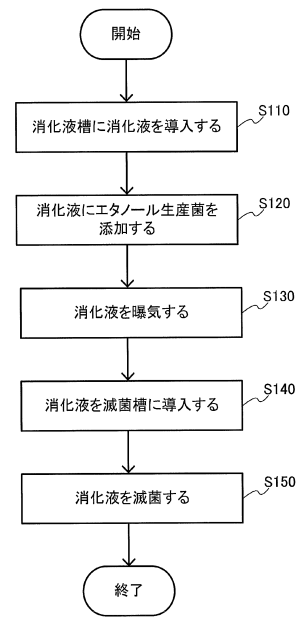 開始
S110
消化液槽に消化液を導入する
S120
消化液にエタノール生産菌を
添加する
S130
消化液を曝気する
S140
消化液を滅菌槽に導入する
S150
消化液を滅菌する
終了